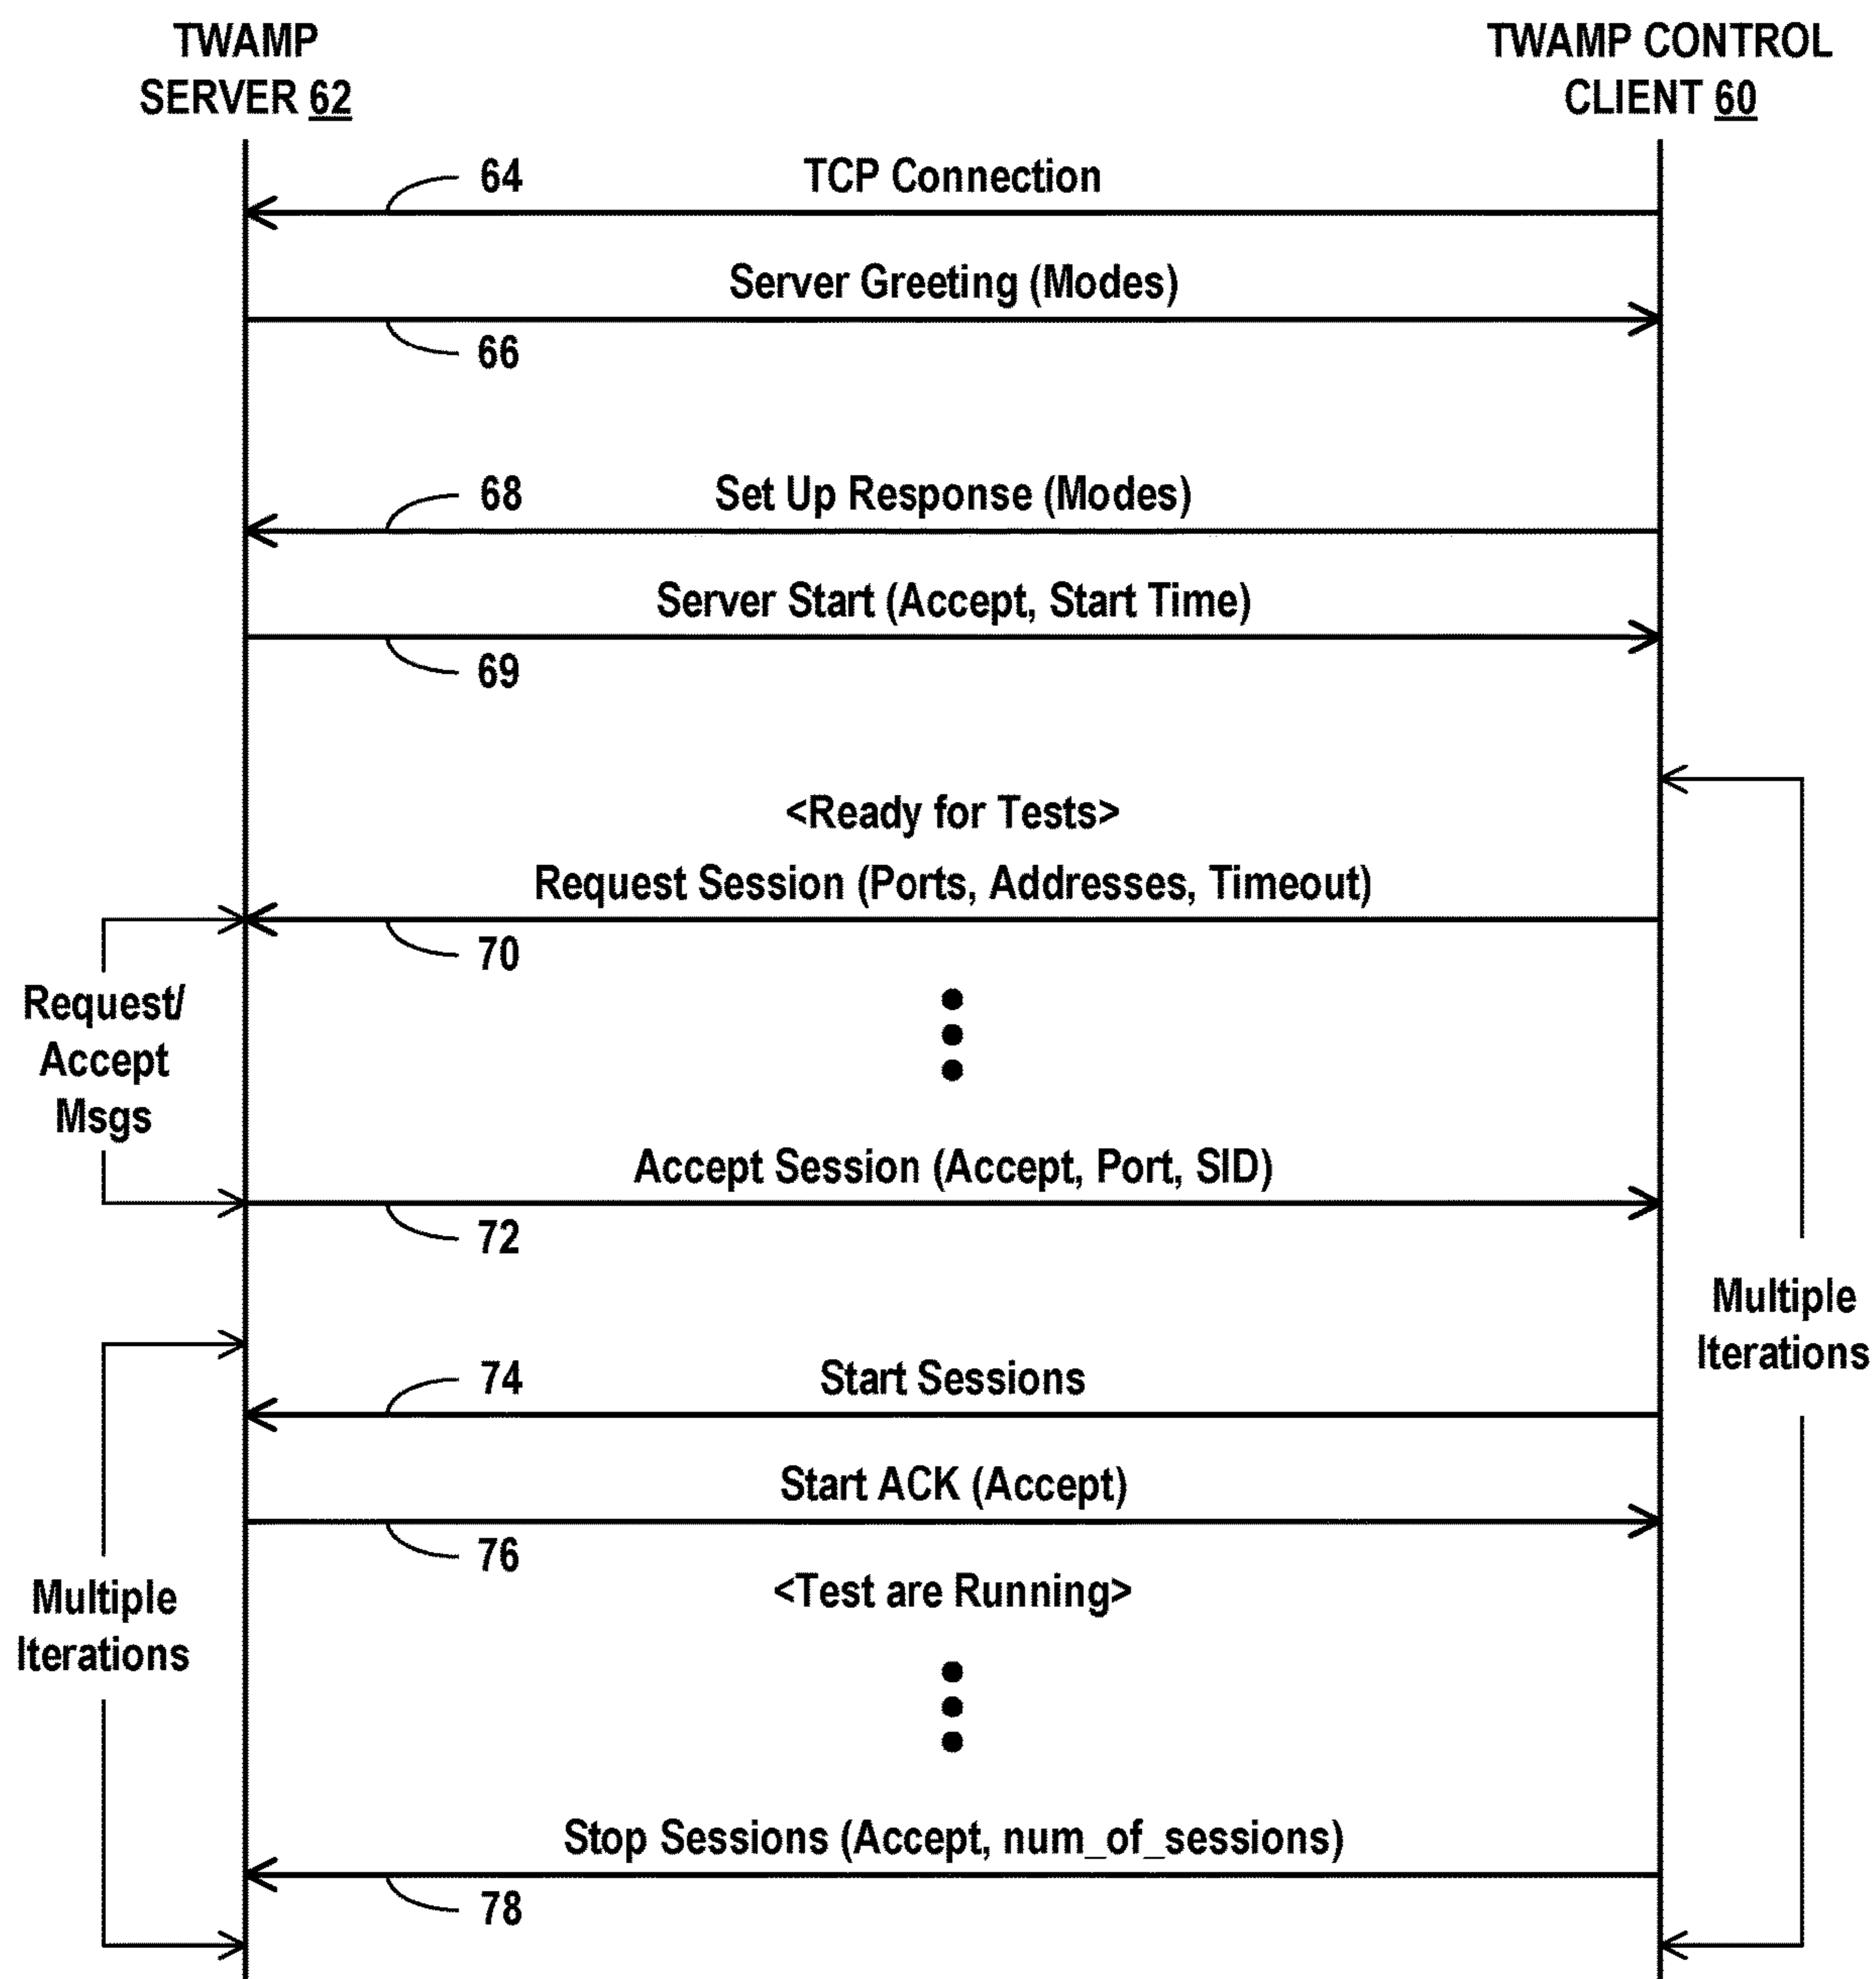 TWAMP
SERVER 62
TWAMP CONTROL
CLIENT 60
64
TCP Connection
Server Greeting (Modes)
66
68
Set Up Response (Modes)
Server Start (Accept, Start Time)
69
<Ready for Tests>
Request Session (Ports, Addresses, Timeout)
70
Request/
Accept
Msgs
Accept Session (Accept, Port, SID)
72
Multiple
Iterations
74
Start Sessions
Start ACK (Accept)
76
<Test are Running>
Multiple
Iterations
Stop Sessions (Accept, num_of_sessions)
78